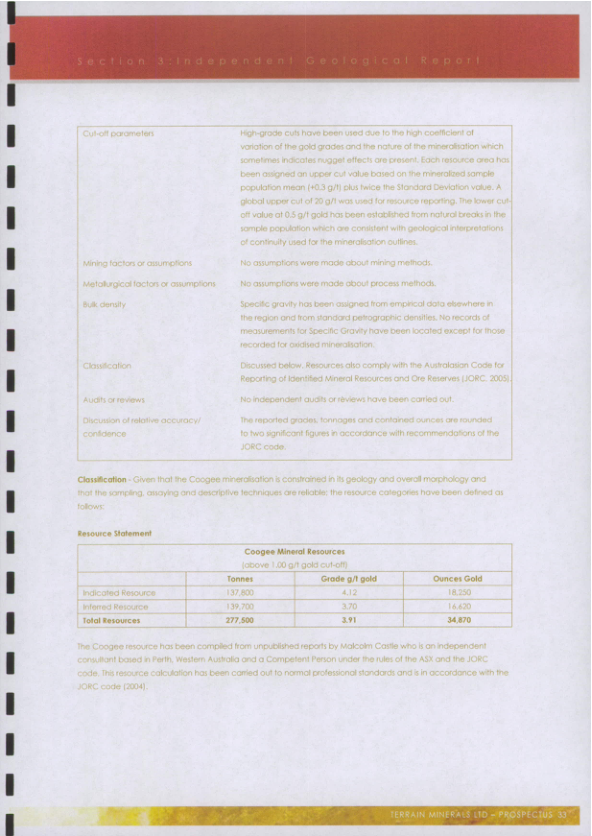 Section 3:Independent Geological Report
Cut-off parameters
High-grade cuts have been used due to the high coefficient of
variation of the gold grades and the nature of the mineralisation which
sometimes indicates nugget effects are present. Each resource area has
been assigned an upper cut value based on the mineralized sample
population mean (+0.3 g/t) plus twice the Standard Deviation value. A
global upper cut of 20 g/t was used for resource reporting. The lower cut-
off value at 0.5 g/t gold has been established from natural breaks in the
sample population which are consistent with geological interpretations
of continuity used for the mineralisation outlines.
Mining factors or assumptions
No assumptions were made about mining methods.
Metallurgical factors or assumptions
No assumptions were made about process methods.
Bulk density
Specific gravity has been assigned from empirical data elsewhere in
the region and from standard petrographic densities. No records of
measurements for Specific Gravity have been located except for those
recorded for oxidised mineralisation.
Classification
Discussed below. Resources also comply with the Australasian Code for
Reporting of Identified Mineral Resources and Ore Reserves (JORC, 2005).
Audits or reviews
No independent audits or reviews have been carried out.
Discussion of relative accuracy/
confidence
The reported grades, tonnages and contained ounces are rounded
to two significant figures in accordance with recommendations of the
JORC code.
Classification - Given that the Coogee mineralisation is constrained in its geology and overall morphology and
that the sampling, assaying and descriptive techniques are reliable; the resource categories have been defined as
follows:
Resource Statement
Coogee Mineral Resources
(above 1.00 g/t gold cut-off)
Tonnes Grade g/t gold Ounces Gold
Indicated Resource 137,800 4.12 18,250
Inferred Resource 139,700 3.70 16,620
Total Resources 277,500 3.91 34,870
The Coogee resource has been compiled from unpublished reports by Malcolm Castle who is an independent
consultant based in Perth, Western Australia and a Competent Person under the rules of the ASX and the JORC
code. This resource calculation has been carried out to normal professional standards and is in accordance with the
JORC code (2004).
TERRAIN MINERALS LTD – PROSPECTUS 33